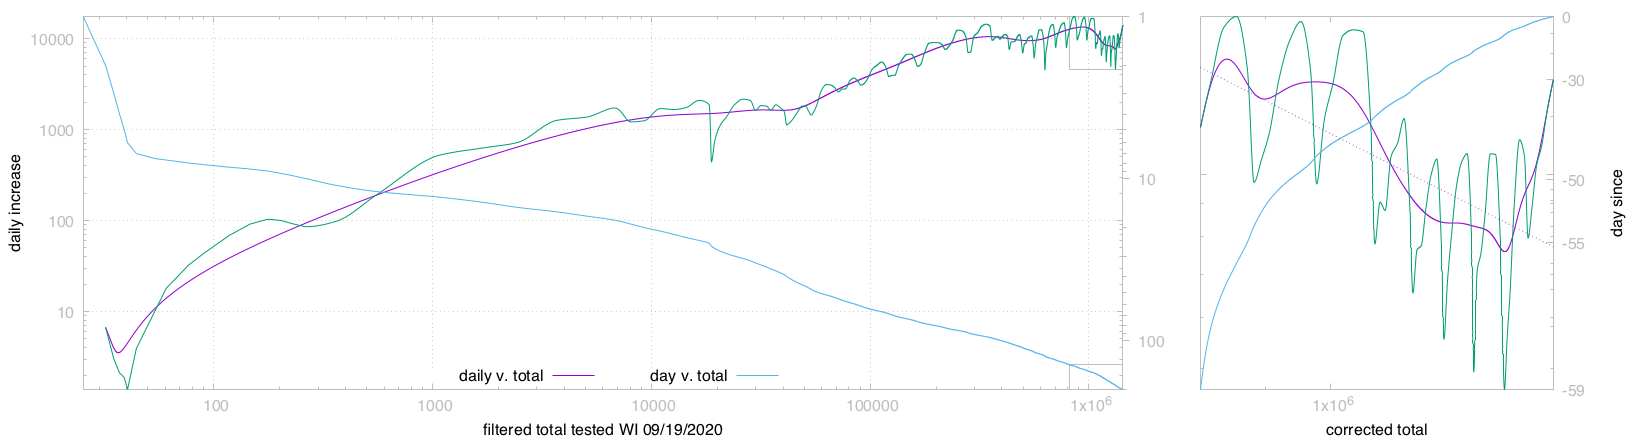 10000
1000
100
10
daily increase
100
1000
10000
100000
1x10^6
filtered total tested WI 09/19/2020
daily v. total
day v. total
1
10
100
0
-30
-50
-55
-59
day since
1x10^6
corrected total